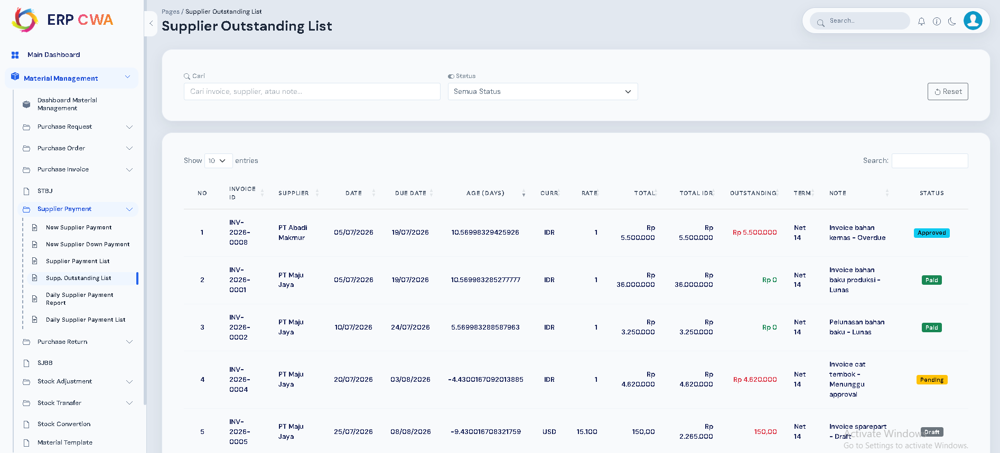 ERP CWA
Main Dashboard
Material Management
Dashboard Material
Management
Purchase Request
Purchase Order
Purchase Invoice
STBJ
Supplier Payment
New Supplier Payment
New Supplier Down Payment
Supplier Payment List
Supp. Outstanding List
Daily Supplier Payment
Report
Daily Supplier Payment List
Purchase Return
SJBB
Stock Adjustment
Stock Transfer
Stock Convertion
Material Template
Pages / Supplier Outstanding List
Supplier Outstanding List
Search...
Cari
Status
Cari invoice, supplier, atau note...
Semua Status
Reset
Show 10 entries
Search:
NO INVOICE ID SUPPLIER DATE DUE DATE AGE (DAYS) CURR RATE TOTAL TOTAL IDR OUTSTANDING TERM NOTE STATUS
1 INV-2026-0008 PT Abadi Makmur 05/07/2026 19/07/2026 10.56998329425926 IDR 1 Rp 5.500.000 Rp 5.500.000 Rp 5.500.000 Net 14 Invoice bahan kemas - Overdue Approved
2 INV-2026-0001 PT Maju Jaya 05/07/2026 19/07/2026 10.569983285277777 IDR 1 Rp 36.000.000 Rp 36.000.000 Rp 0 Net 14 Invoice bahan baku produksi - Lunas Paid
3 INV-2026-0002 PT Maju Jaya 10/07/2026 24/07/2026 5.569983288587963 IDR 1 Rp 3.250.000 Rp 3.250.000 Rp 0 Net 14 Pelunasan bahan baku - Lunas Paid
4 INV-2026-0004 PT Maju Jaya 20/07/2026 03/08/2026 -4.4300167092013885 IDR 1 Rp 4.620.000 Rp 4.620.000 Rp 4.620.000 Net 14 Invoice cat tembok - Menunggu approval Pending
5 INV-2026-0005 PT Maju Jaya 25/07/2026 08/08/2026 -9.430016708321759 USD 15.100 150,00 Rp 2.265.000 150,00 Net 14 Invoice sparepart - Draft Draft
Activate Windows
Go to Settings to activate Windows.